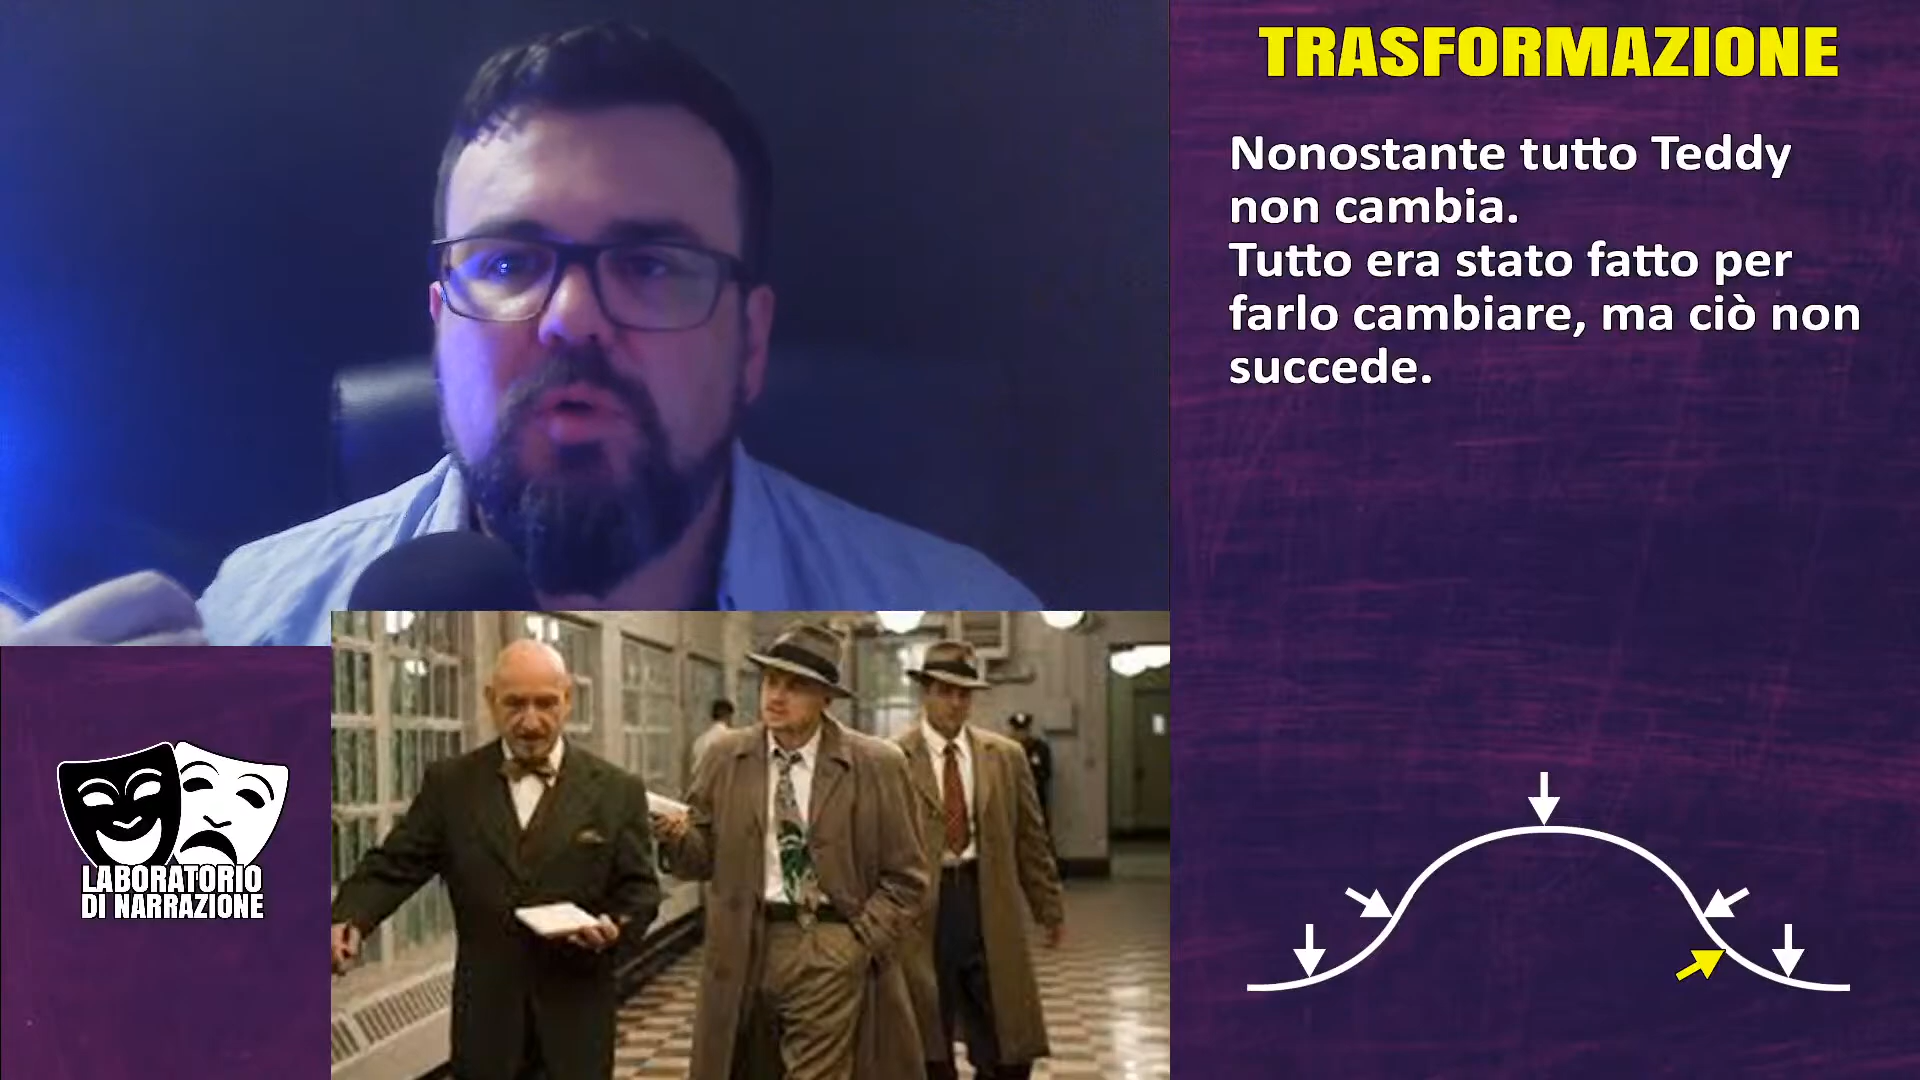 TRASFORMAZIONE
Nonostante tutto Teddy
non cambia.
Tutto era stato fatto per
farlo cambiare, ma ciò non
succede.
LABORATORIO
DI NARRAZIONE